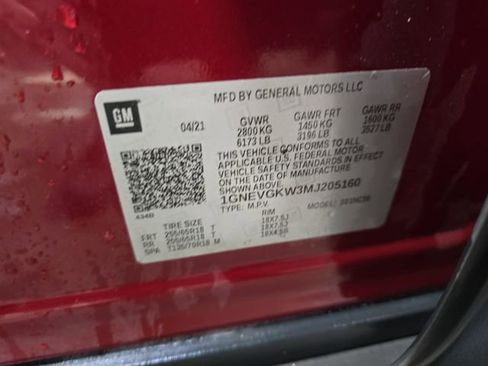 MFD BY GENERAL MOTORS LLC
GM
04/21 GVWR GAWR FRT GAWR RR
2800 KG 1450 KG 1600 KG
6173 LB 3196 LB 3527 LB
THIS VEHICLE CONFORMS TO ALL
APPLICABLE U.S. FEDERAL MOTOR
VEHICLE SAFETY STANDARDS IN EFFECT
ON THE DATE OF MANUFACTURE SHOWN ABOVE.
1GNEVGKW3MJ205160
TYPE: M.P.V. MODEL:
TIRE SIZE RIM
FRT 255/65R18 T 18X7.5J
RR 255/65R18 T 18X7.5J
SPA T135/70R18 M